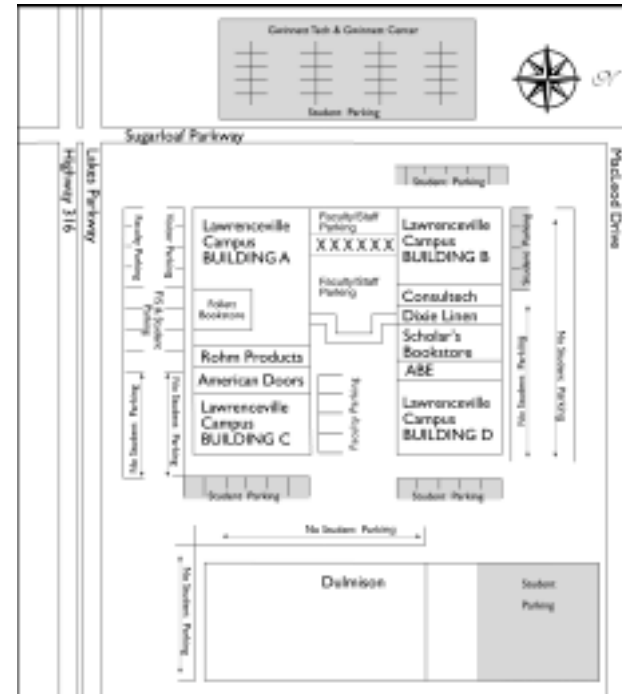 Gwinnett Tech & Gwinnett Center
Student Parking
N
Sugarloaf Parkway
Highway 316
Lakes Parkway
MacLeod Drive
Student Parking
Faculty Parking
Visitor Parking
Lawrenceville
Campus
BUILDING A
Faculty/Staff
Parking
XXXXXX
Faculty/Staff
Parking
Lawrenceville
Campus
BUILDING B
Student Parking
No Student Parking
F/S & Student
Parking
Follett
Bookstore
Consultech
Dixie Linen
Scholar's
Bookstore
ABE
No Student Parking
Rohm Products
American Doors
Lawrenceville
Campus
BUILDING C
No Student Parking
No Student Parking
Faculty Parking
Lawrenceville
Campus
BUILDING D
Student Parking
Student Parking
No Student Parking
No Student Parking
Dulmison
Student
Parking